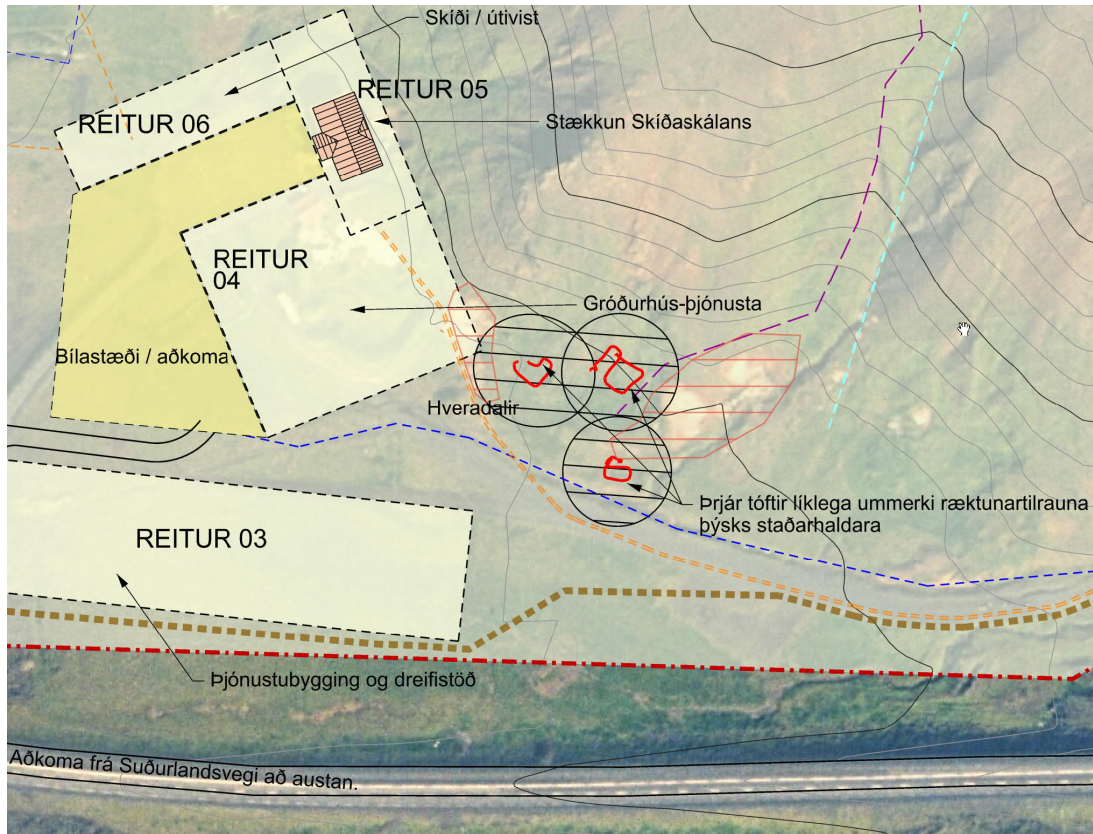 Skíði / útivist
REITUR 05
REITUR 06
Stækkun Skíðaskálans
REITUR
04
Gróðurhús-þjónusta
Bílastæði / aðkoma
Hveradalir
Þrjár tóftir líklega ummerki ræktunartilrauna
þýsks staðarhaldara
REITUR 03
Þjónustubygging og dreifistöð
Aðkoma frá Suðurlandsvegi að austan.